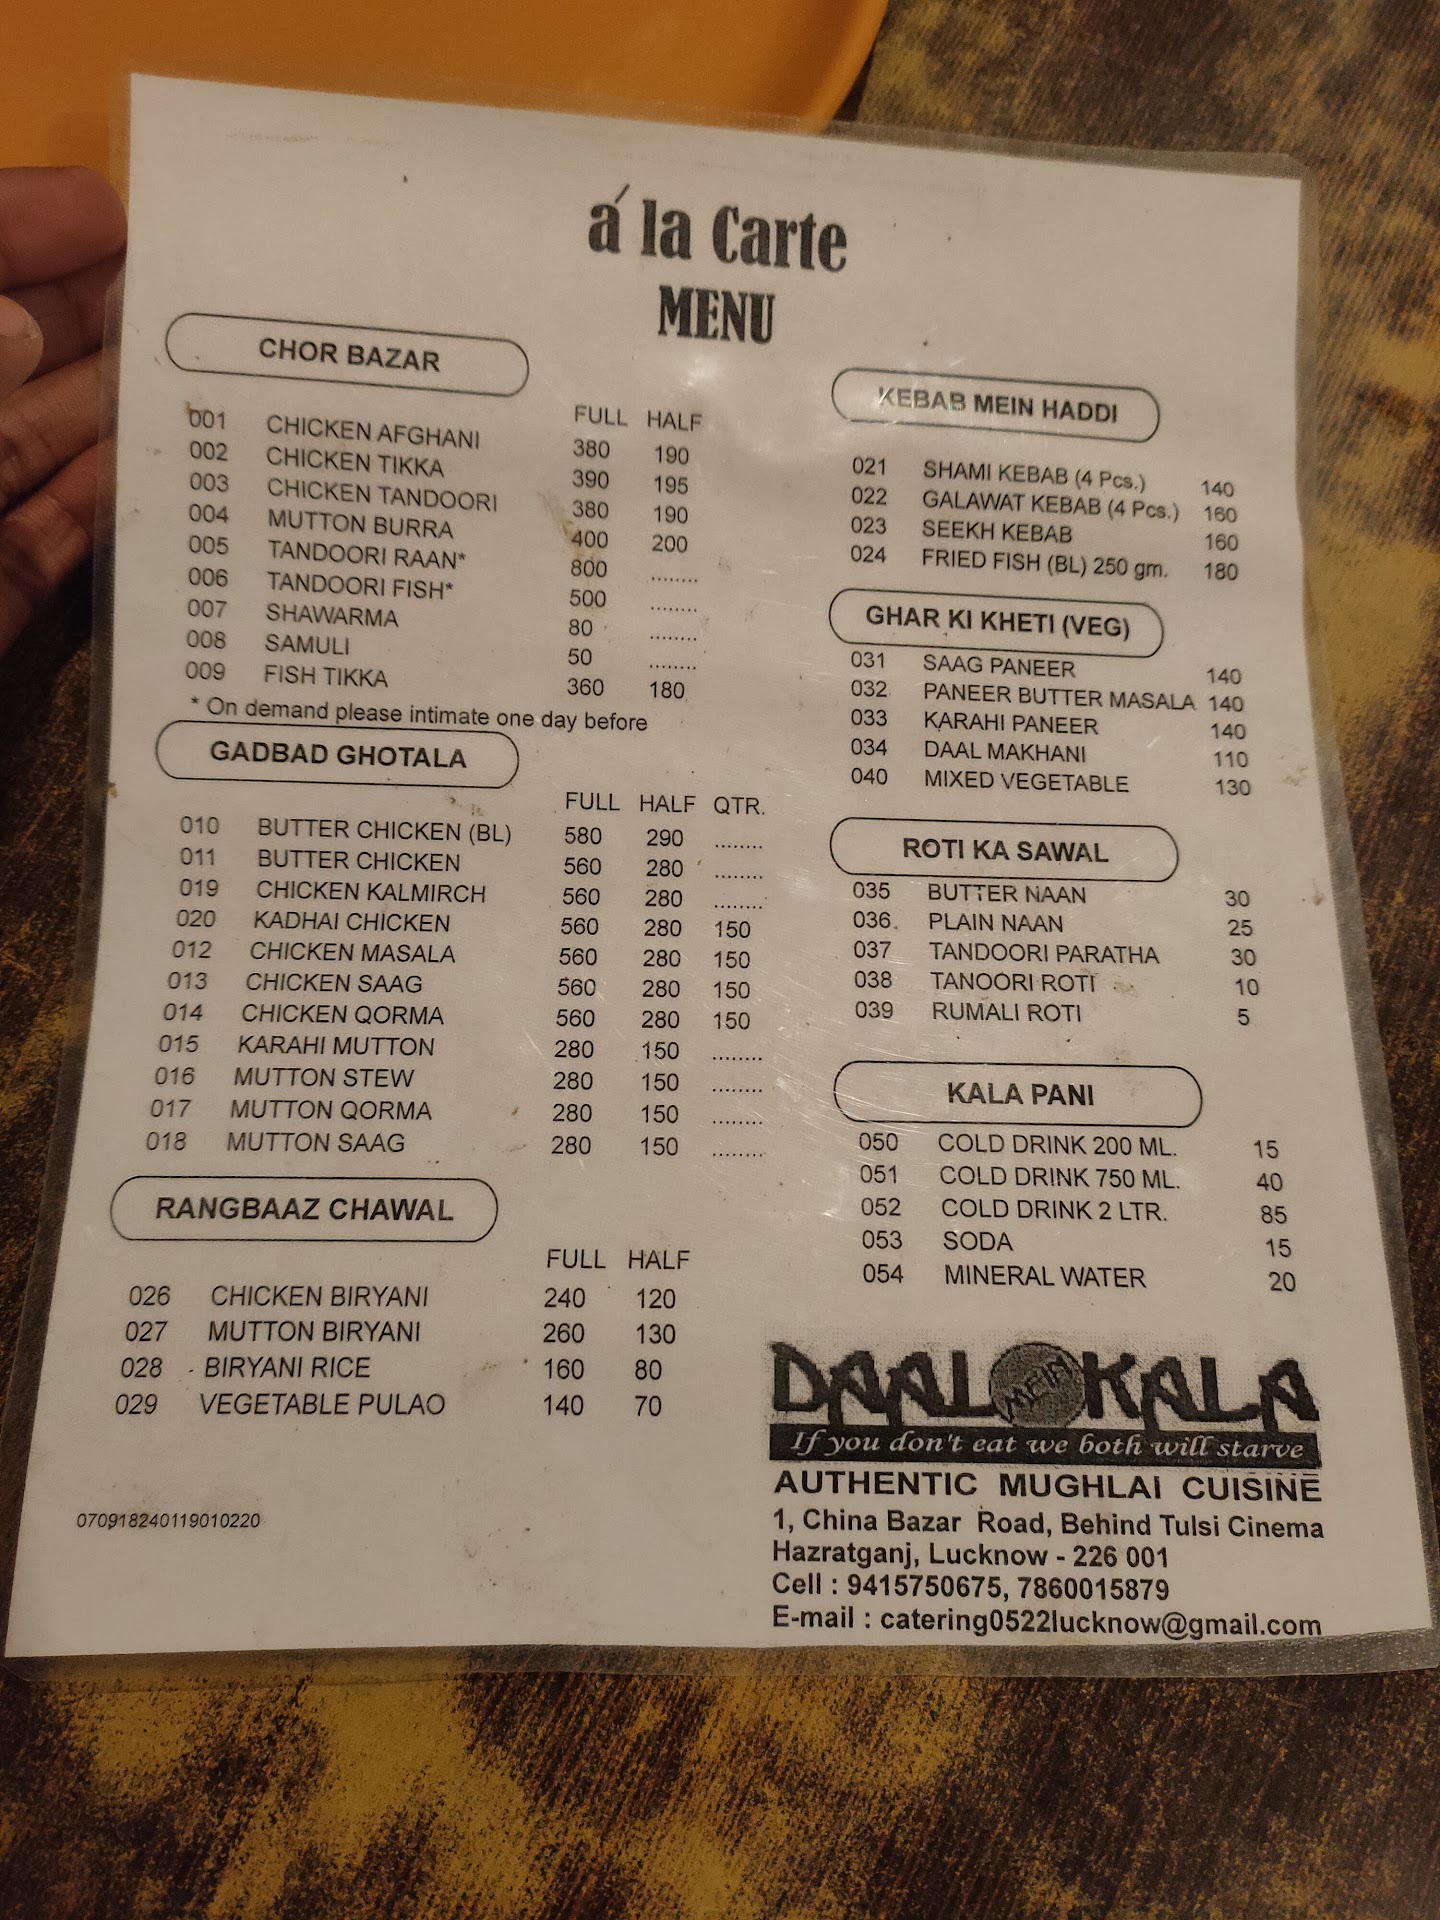 á la Carte
MENU
CHOR BAZAR
FULL HALF
001 CHICKEN AFGHANI 380 190
002 CHICKEN TIKKA 390 195
003 CHICKEN TANDOORI 380 190
004 MUTTON BURRA 400 200
005 TANDOORI RAAN* 800 ........
006 TANDOORI FISH* 500 ........
007 SHAWARMA 80 ........
008 SAMULI 50 ........
009 FISH TIKKA 360 180
* On demand please intimate one day before
GADBAD GHOTALA
FULL HALF QTR.
010 BUTTER CHICKEN (BL) 580 290 ........
011 BUTTER CHICKEN 560 280 ........
019 CHICKEN KALMIRCH 560 280 ........
020 KADHAI CHICKEN 560 280 150
012 CHICKEN MASALA 560 280 150
013 CHICKEN SAAG 560 280 150
014 CHICKEN QORMA 560 280 150
015 KARAHI MUTTON 280 150 ........
016 MUTTON STEW 280 150 ........
017 MUTTON QORMA 280 150 ........
018 MUTTON SAAG 280 150 ........
RANGBAAZ CHAWAL
FULL HALF
026 CHICKEN BIRYANI 240 120
027 MUTTON BIRYANI 260 130
028 BIRYANI RICE 160 80
029 VEGETABLE PULAO 140 70
070918240119010220
KEBAB MEIN HADDI
021 SHAMI KEBAB (4 Pcs.) 140
022 GALAWAT KEBAB (4 Pcs.) 160
023 SEEKH KEBAB 160
024 FRIED FISH (BL) 250 gm. 180
GHAR KI KHETI (VEG)
031 SAAG PANEER 140
032 PANEER BUTTER MASALA 140
033 KARAHI PANEER 140
034 DAAL MAKHANI 110
040 MIXED VEGETABLE 130
ROTI KA SAWAL
035 BUTTER NAAN 30
036 PLAIN NAAN 25
037 TANDOORI PARATHA 30
038 TANOORI ROTI 10
039 RUMALI ROTI 5
KALA PANI
050 COLD DRINK 200 ML. 15
051 COLD DRINK 750 ML. 40
052 COLD DRINK 2 LTR. 85
053 SODA 15
054 MINERAL WATER 20
DAAL MEIN KALA
If you don't eat we both will starve
AUTHENTIC MUGHLAI CUISINE
1, China Bazar Road, Behind Tulsi Cinema
Hazratganj, Lucknow - 226 001
Cell : 9415750675, 7860015879
E-mail : catering0522lucknow@gmail.com